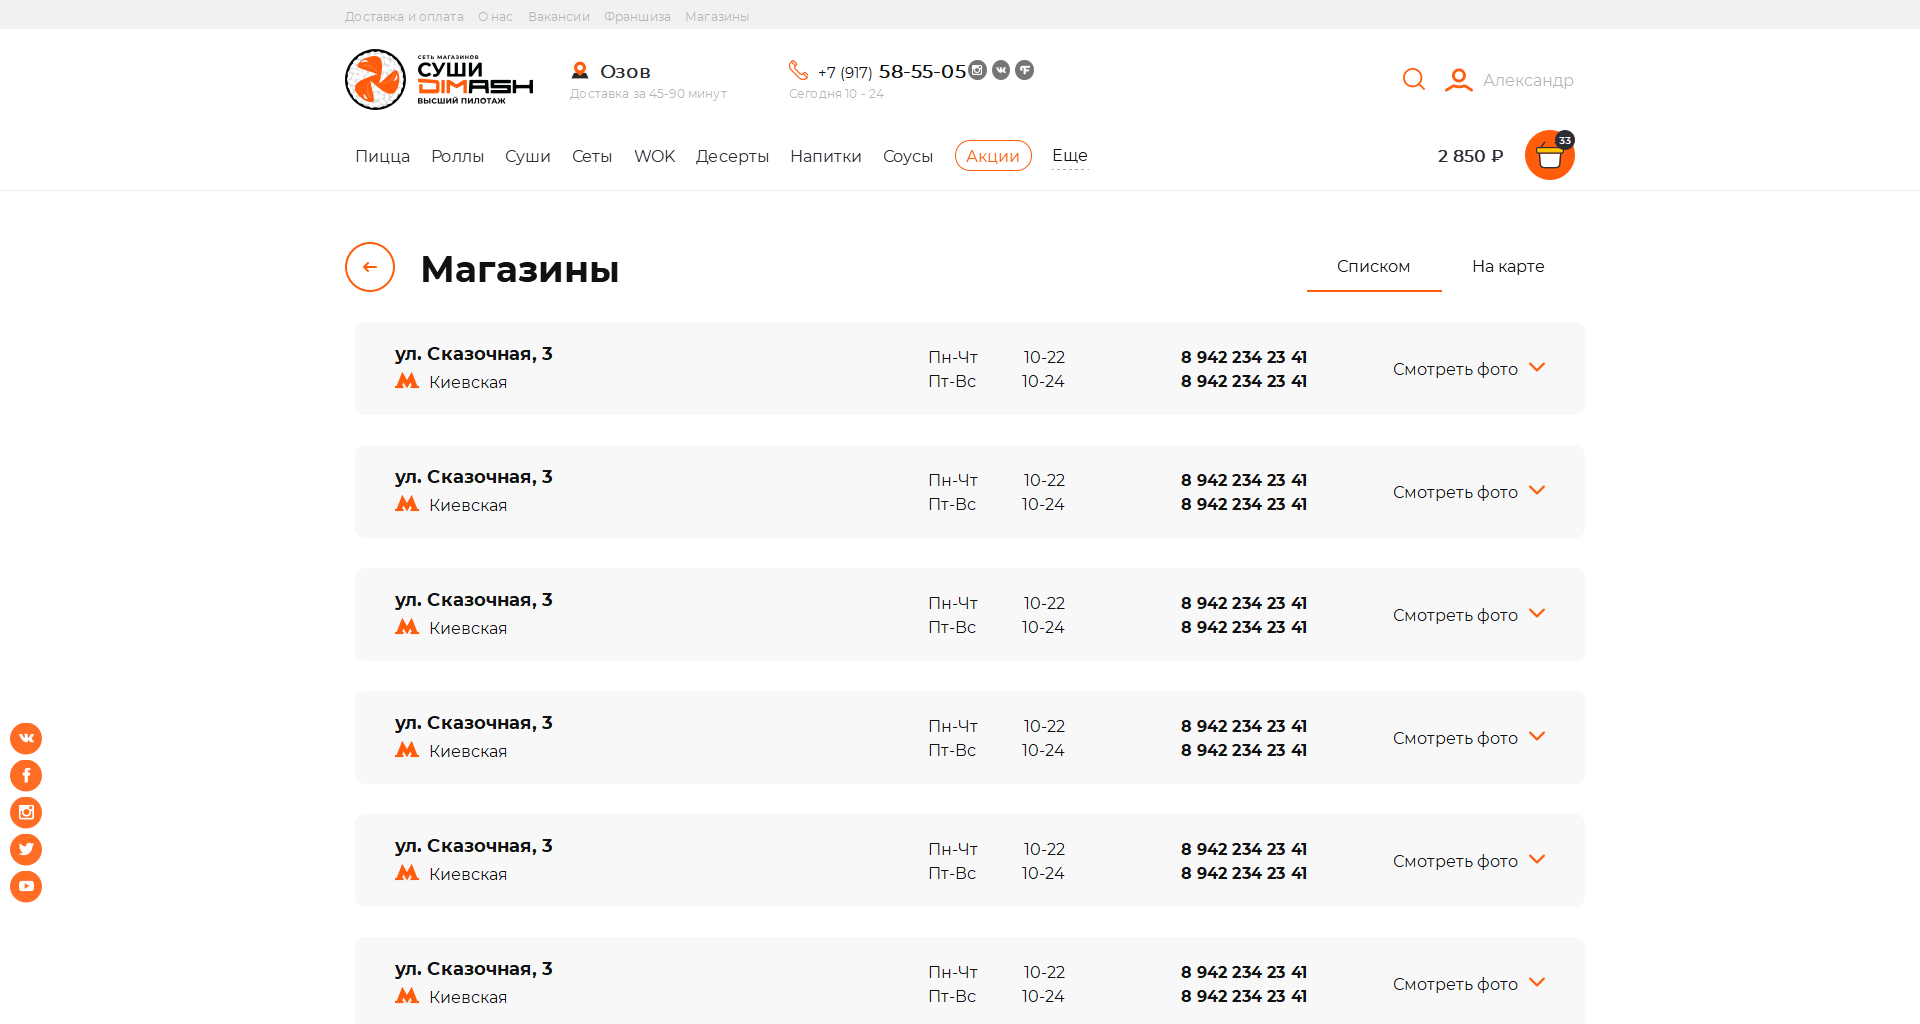 Доставка и оплата О нас Вакансии Франшиза Магазины
СЕТЬ МАГАЗИНОВ
СУШИ
DIMASH
ВЫСШИЙ ПИЛОТАЖ
Озов
Доставка за 45-90 минут
+7 (917) 58-55-05
Сегодня 10 - 24
Александр
Пицца Роллы Суши Сеты WOK Десерты Напитки Соусы Акции Еще
2 850 ₽
33
Магазины
Списком На карте
ул. Сказочная, 3
Киевская
Пн-Чт 10-22
Пт-Вс 10-24
8 942 234 23 41
8 942 234 23 41
Смотреть фото
ул. Сказочная, 3
Киевская
Пн-Чт 10-22
Пт-Вс 10-24
8 942 234 23 41
8 942 234 23 41
Смотреть фото
ул. Сказочная, 3
Киевская
Пн-Чт 10-22
Пт-Вс 10-24
8 942 234 23 41
8 942 234 23 41
Смотреть фото
ул. Сказочная, 3
Киевская
Пн-Чт 10-22
Пт-Вс 10-24
8 942 234 23 41
8 942 234 23 41
Смотреть фото
ул. Сказочная, 3
Киевская
Пн-Чт 10-22
Пт-Вс 10-24
8 942 234 23 41
8 942 234 23 41
Смотреть фото
ул. Сказочная, 3
Киевская
Пн-Чт 10-22
Пт-Вс 10-24
8 942 234 23 41
8 942 234 23 41
Смотреть фото